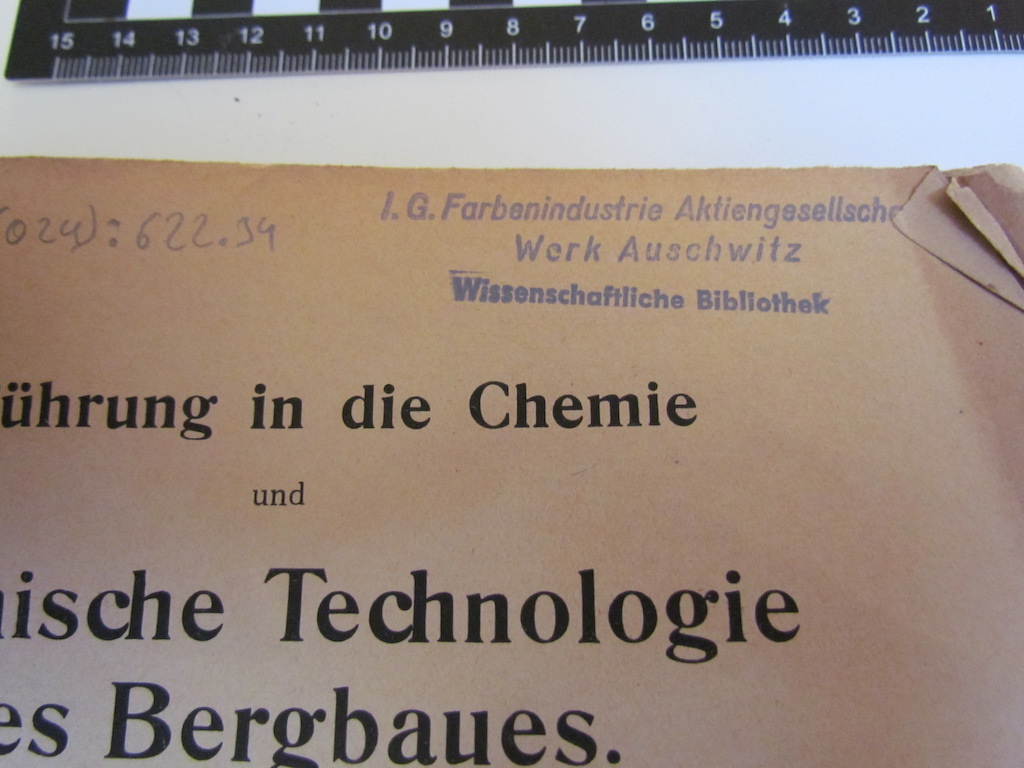 15 14 13 12 11 10 9 8 7 6 5 4 3 2 1
(024): 622.34
I. G. Farbenindustrie Aktiengesellsch
Werk Auschwitz
Wissenschaftliche Bibliothek
ührung in die Chemie
und
ische Technologie
es Bergbaues.